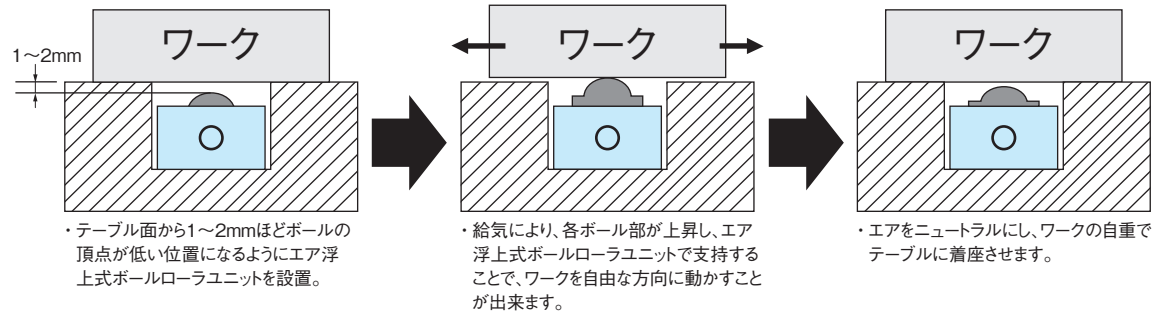 ワーク
1～2mm
・テーブル面から1～2mmほどボールの
頂点が低い位置になるようにエア浮
上式ボールローラユニットを設置。
ワーク
・給気により、各ボール部が上昇し、エア
浮上式ボールローラユニットで支持する
ことで、ワークを自由な方向に動かすこと
が出来ます。
ワーク
・エアをニュートラルにし、ワークの自重で
テーブルに着座させます。